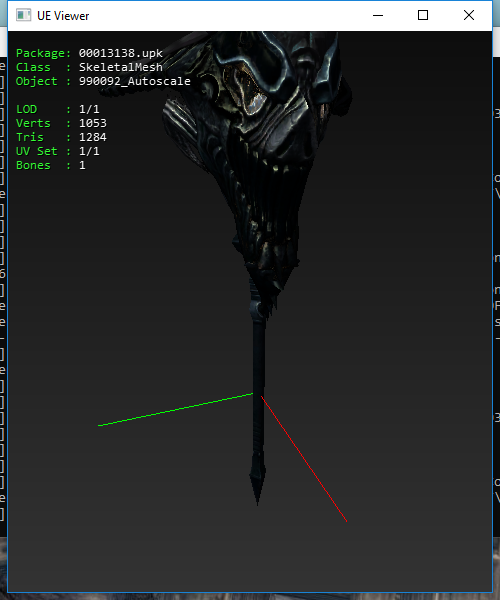 UE Viewer
Package: 00013138.upk
Class : SkeletalMesh
Object : 990092_Autoscale
LOD : 1/1
Verts : 1053
Tris : 1284
UV Set : 1/1
Bones : 1